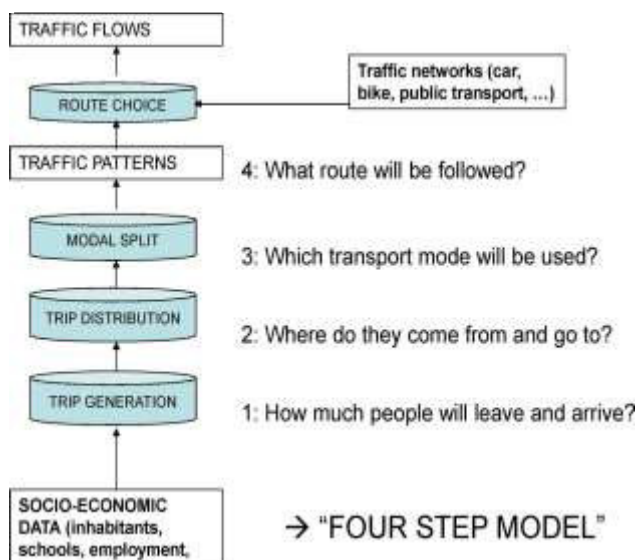 TRAFFIC FLOWS
ROUTE CHOICE
Traffic networks (car,
bike, public transport, ...)
TRAFFIC PATTERNS
4: What route will be followed?
MODAL SPLIT
3: Which transport mode will be used?
TRIP DISTRIBUTION
2: Where do they come from and go to?
TRIP GENERATION
1: How much people will leave and arrive?
SOCIO-ECONOMIC
DATA (inhabitants,
schools, employment,
→ “FOUR STEP MODEL”